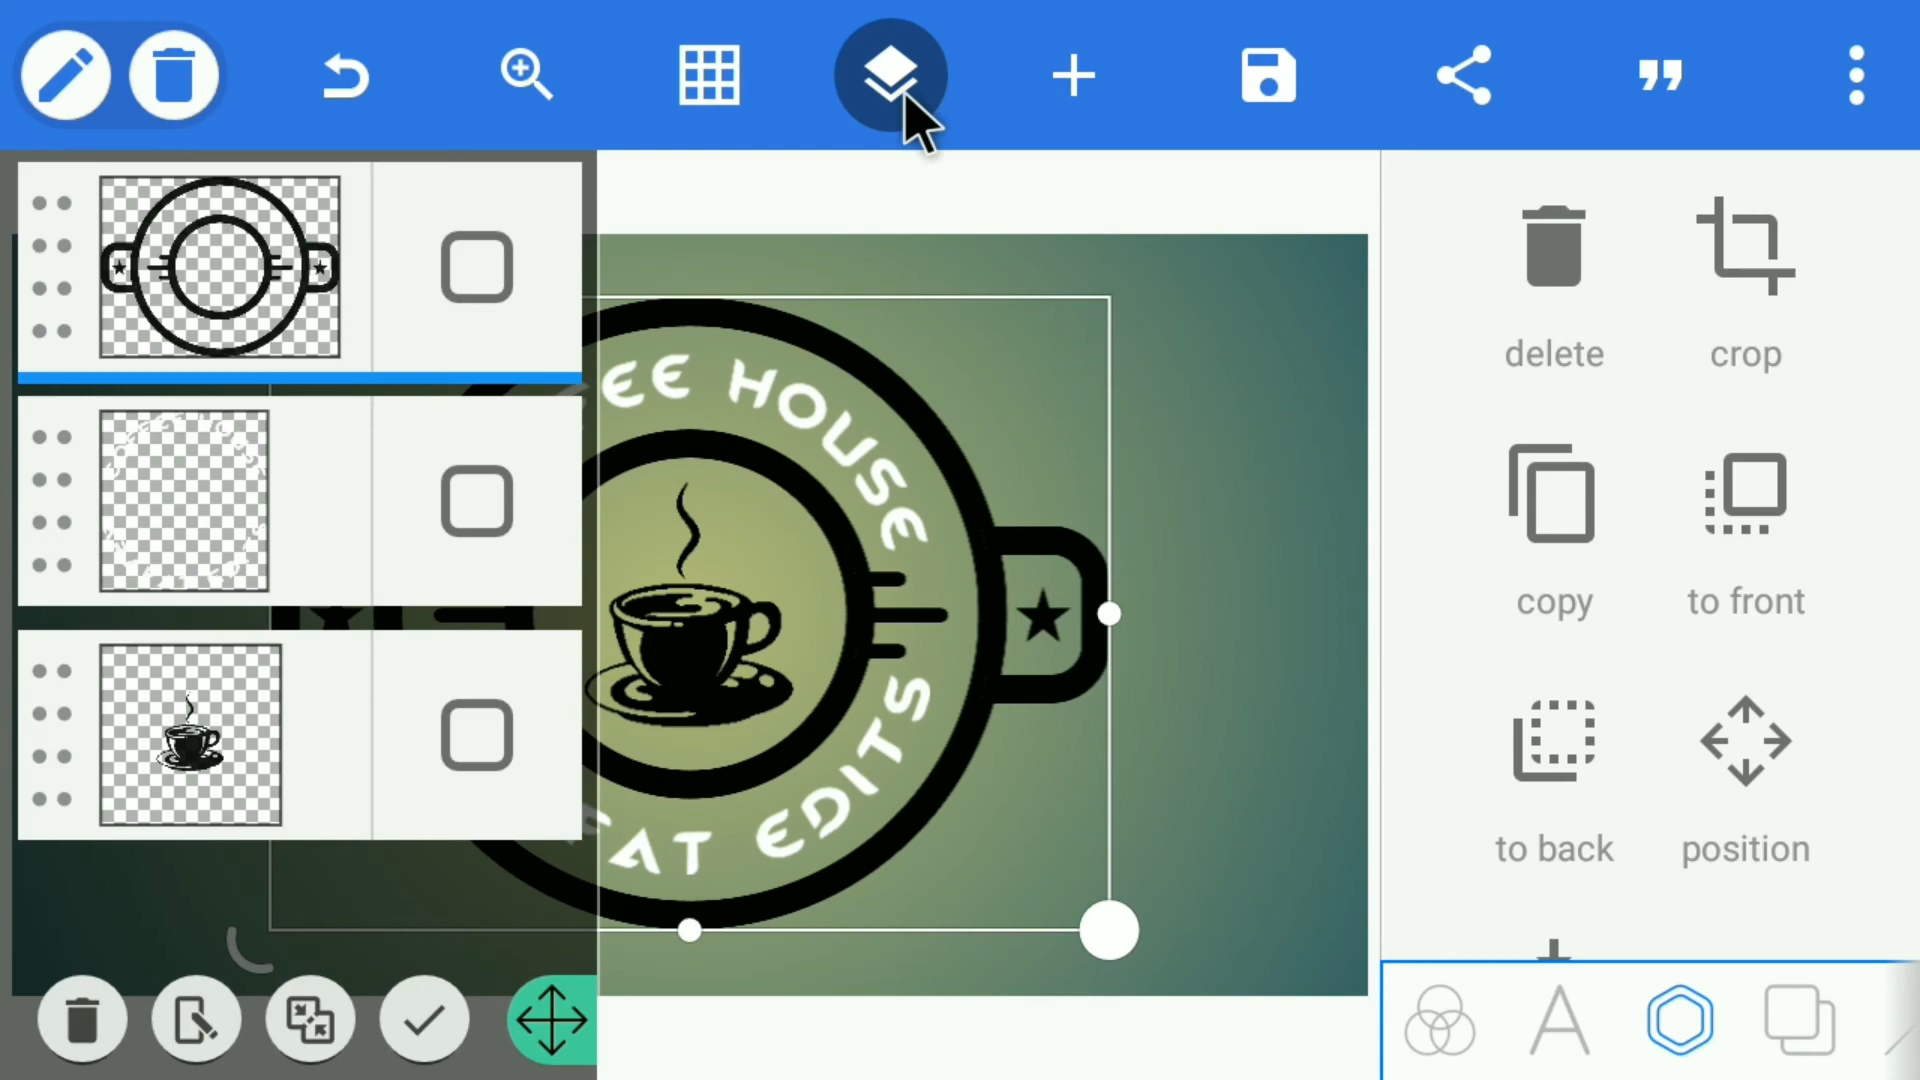 EE HOUSE
AT EDITS
delete
crop
copy
to front
to back
position